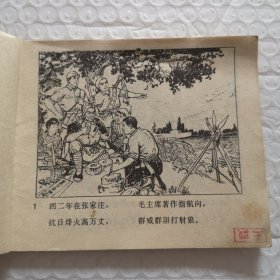 1 四二年在张家庄，毛主席著作指航向，
抗日烽火高万丈，群威群胆打豺狼。